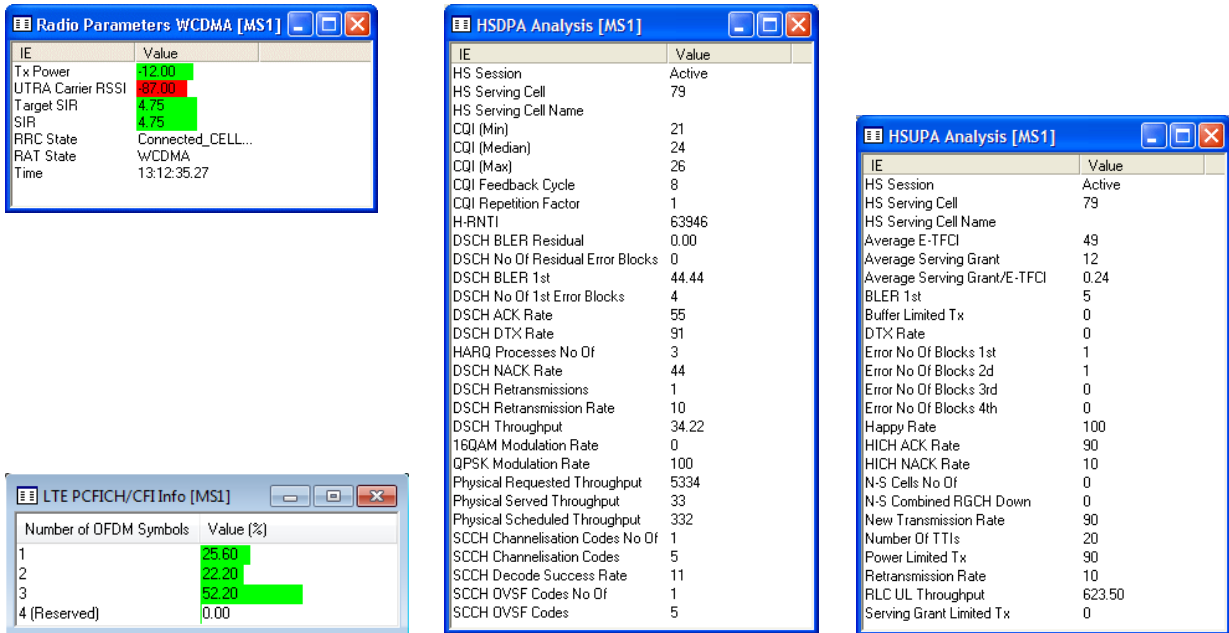 Radio Parameters WCDMA [MS1]
IE Value
Tx Power -12.00
UTRA Carrier RSSI -87.00
Target SIR 4.75
SIR 4.75
RRC State Connected_CELL...
RAT State WCDMA
Time 13:12:35.27
LTE PCFICH/CFI Info [MS1]
Number of OFDM Symbols Value (%)
1 25.60
2 22.20
3 52.20
4 (Reserved) 0.00
HSDPA Analysis [MS1]
IE Value
HS Session Active
HS Serving Cell 79
HS Serving Cell Name
CQI (Min) 21
CQI (Median) 24
CQI (Max) 26
CQI Feedback Cycle 8
CQI Repetition Factor 1
H-RNTI 63946
DSCH BLER Residual 0.00
DSCH No Of Residual Error Blocks 0
DSCH BLER 1st 44.44
DSCH No Of 1st Error Blocks 4
DSCH ACK Rate 55
DSCH DTX Rate 91
HARQ Processes No Of 3
DSCH NACK Rate 44
DSCH Retransmissions 1
DSCH Retransmission Rate 10
DSCH Throughput 34.22
16QAM Modulation Rate 0
QPSK Modulation Rate 100
Physical Requested Throughput 5334
Physical Served Throughput 33
Physical Scheduled Throughput 332
SCCH Channelisation Codes No Of 1
SCCH Channelisation Codes 5
SCCH Decode Success Rate 11
SCCH OVSF Codes No Of 1
SCCH OVSF Codes 5
HSUPA Analysis [MS1]
IE Value
HS Session Active
HS Serving Cell 79
HS Serving Cell Name
Average E-TFCI 49
Average Serving Grant 12
Average Serving Grant/E-TFCI 0.24
BLER 1st 5
Buffer Limited Tx 0
DTX Rate 0
Error No Of Blocks 1st 1
Error No Of Blocks 2d 1
Error No Of Blocks 3rd 0
Error No Of Blocks 4th 0
Happy Rate 100
HICH ACK Rate 90
HICH NACK Rate 10
N-S Cells No Of 0
N-S Combined RGCH Down 0
New Transmission Rate 90
Number Of TTIs 20
Power Limited Tx 90
Retransmission Rate 10
RLC UL Throughput 623.50
Serving Grant Limited Tx 0